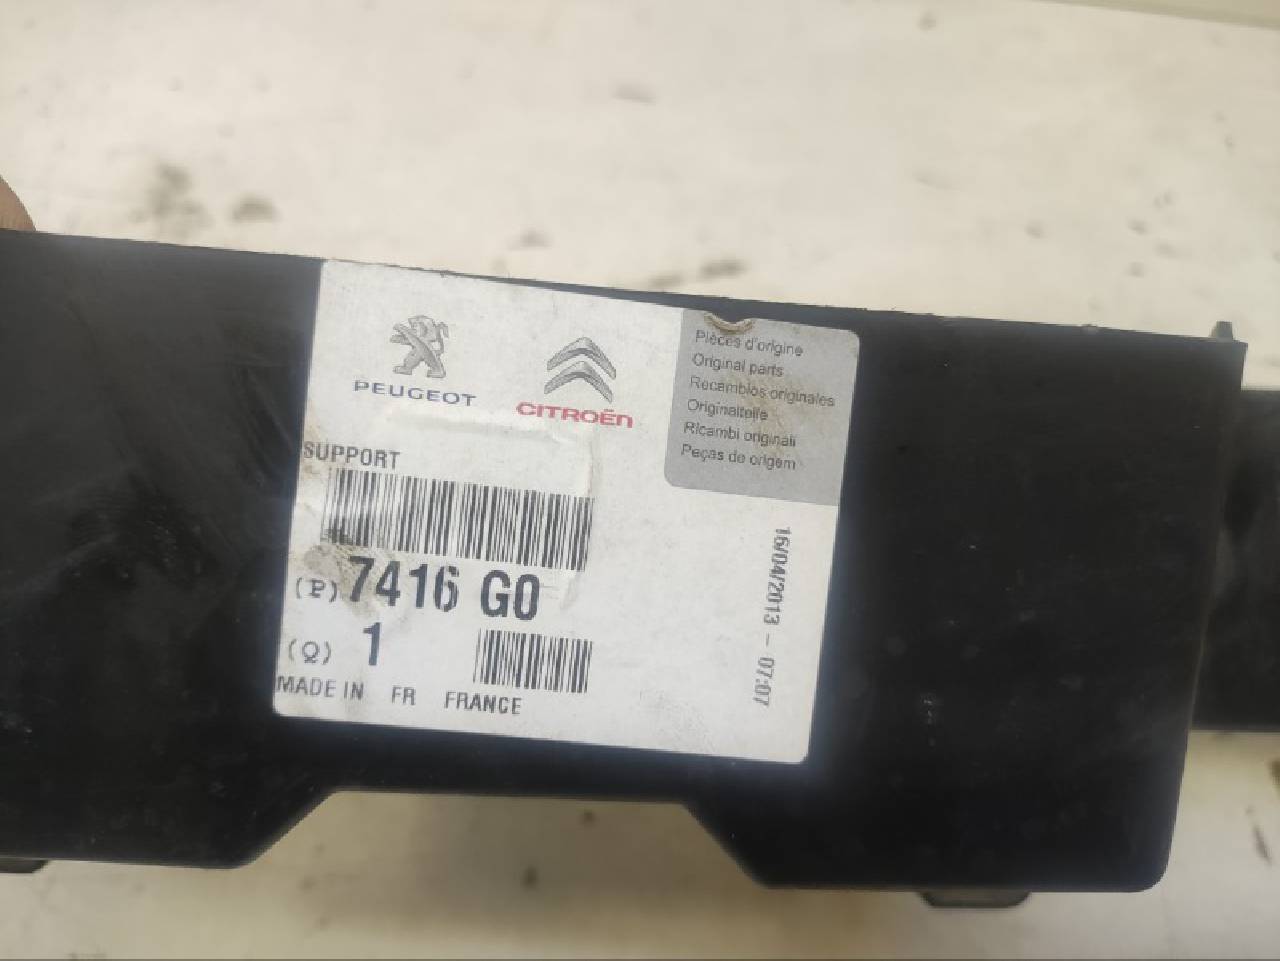 PEUGEOT
CITROËN
Pièces d'origine
Original parts
Recambios originales
Originalteile
Ricambi originali
Peças de origem
SUPPORT
(P) 7416 G0
(Q) 1
MADE IN FR FRANCE
16/04/2013 - 07:07